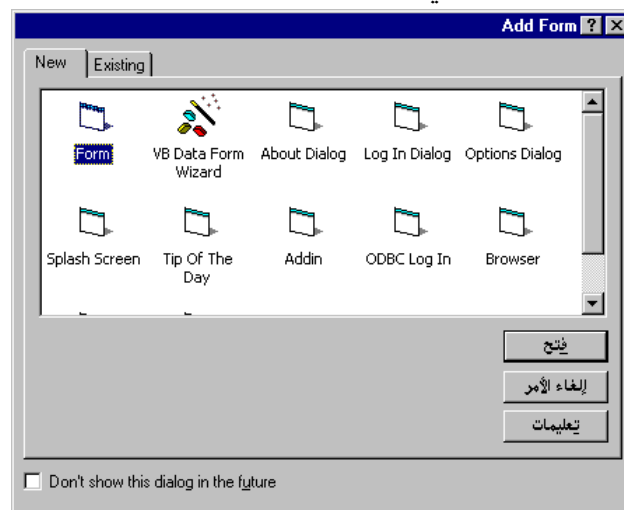 Add Form
New Existing
Form VB Data Form Wizard About Dialog Log In Dialog Options Dialog
Splash Screen Tip Of The Day Addin ODBC Log In Browser
فتح
إلغاء الأمر
تعليمات
Don't show this dialog in the future